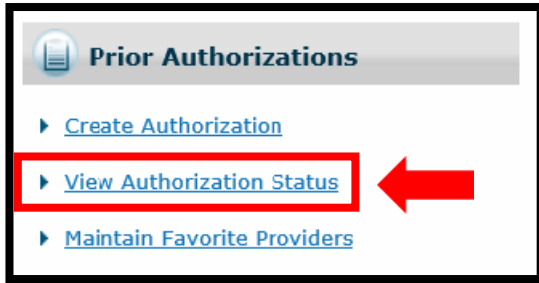 Prior Authorizations
Create Authorization
View Authorization Status
Maintain Favorite Providers